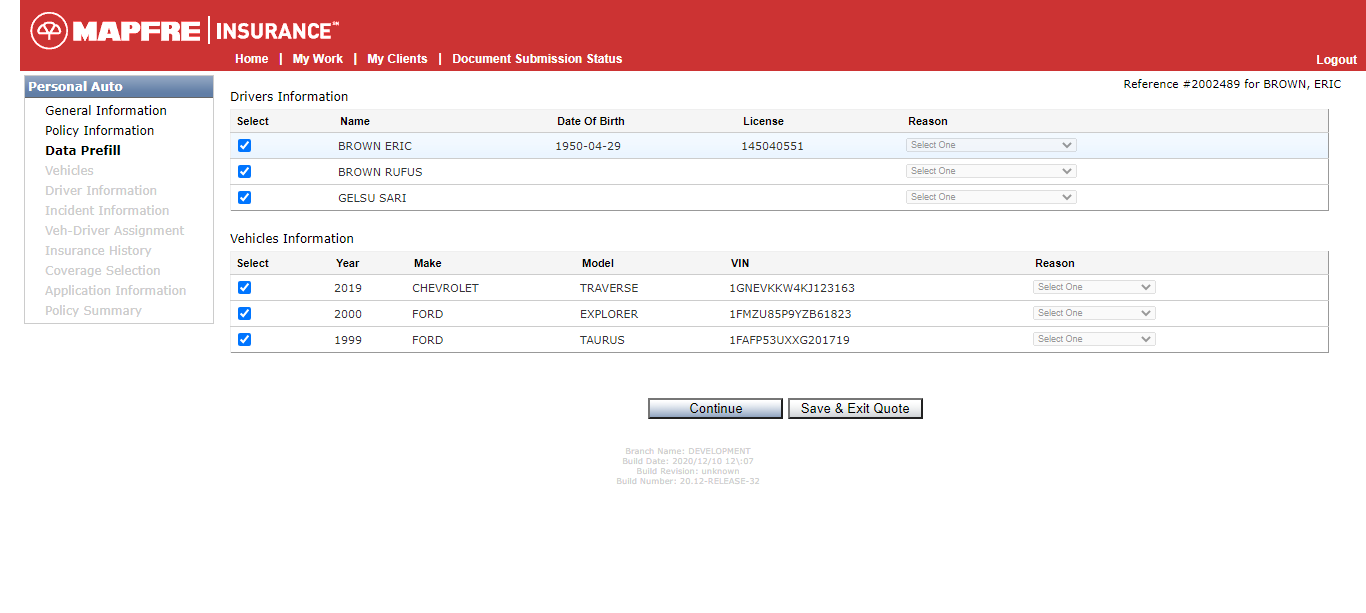 MAPFRE | INSURANCE℠
Home | My Work | My Clients | Document Submission Status
Logout
Personal Auto
General Information
Policy Information
Data Prefill
Vehicles
Driver Information
Incident Information
Veh-Driver Assignment
Insurance History
Coverage Selection
Application Information
Policy Summary
Reference #2002489 for BROWN, ERIC
Drivers Information
Select Name Date Of Birth License Reason
BROWN ERIC 1950-04-29 145040551 Select One
BROWN RUFUS Select One
GELSU SARI Select One
Vehicles Information
Select Year Make Model VIN Reason
2019 CHEVROLET TRAVERSE 1GNEVKKW4KJ123163 Select One
2000 FORD EXPLORER 1FMZU85P9YZB61823 Select One
1999 FORD TAURUS 1FAFP53UXXG201719 Select One
Continue Save & Exit Quote
Branch Name: DEVELOPMENT
Build Date: 2020/12/10 12\:07
Build Revision: unknown
Build Number: 20.12-RELEASE-32